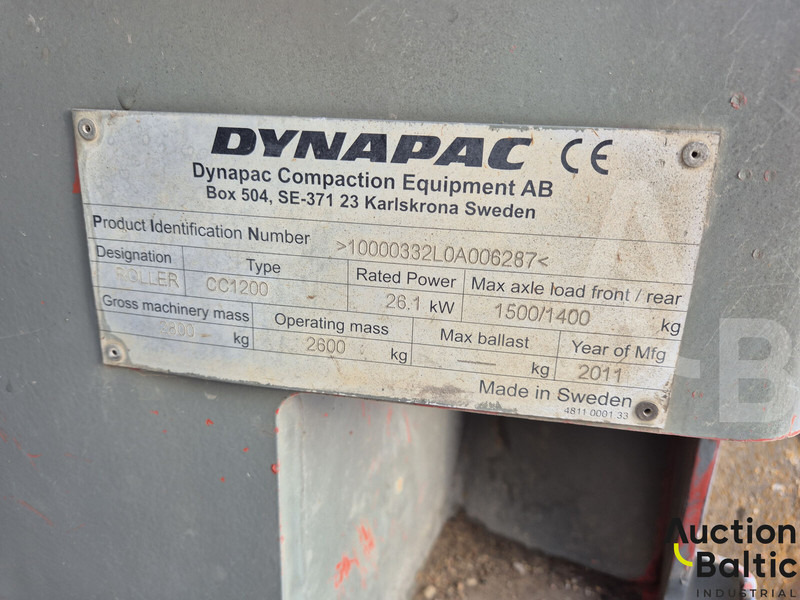 DYNAPAC CE
Dynapac Compaction Equipment AB
Box 504, SE-371 23 Karlskrona Sweden
Product Identification Number >10000332L0A006287<
Designation Type Rated Power Max axle load front / rear
ROLLER CC1200 26.1 kW 1500/1400 kg
Gross machinery mass Operating mass Max ballast Year of Mfg
kg 2600 kg kg 2011
Made in Sweden
4811 0001 33
Auction
Baltic
INDUSTRIAL